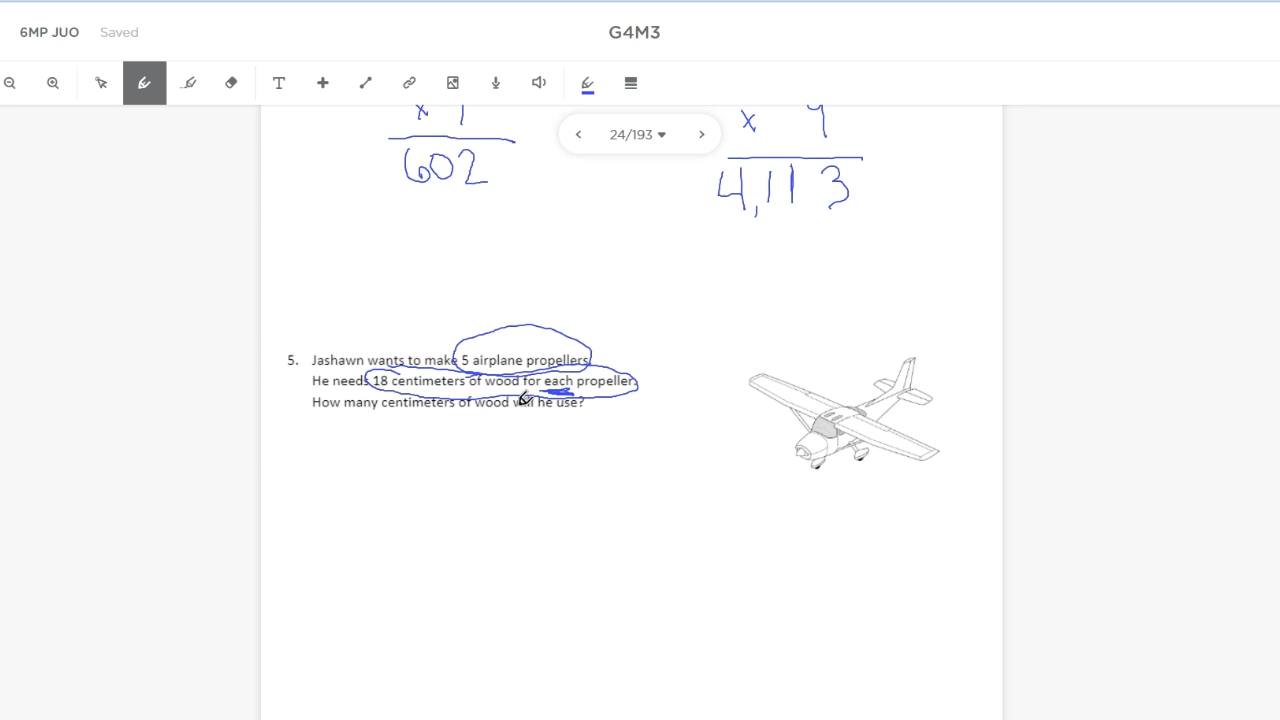 6MP JUO Saved G4M3
T
24/193
x
602
x 9
4,113
5. Jashawn wants to make 5 airplane propellers.
He needs 18 centimeters of wood for each propeller.
How many centimeters of wood will he use?